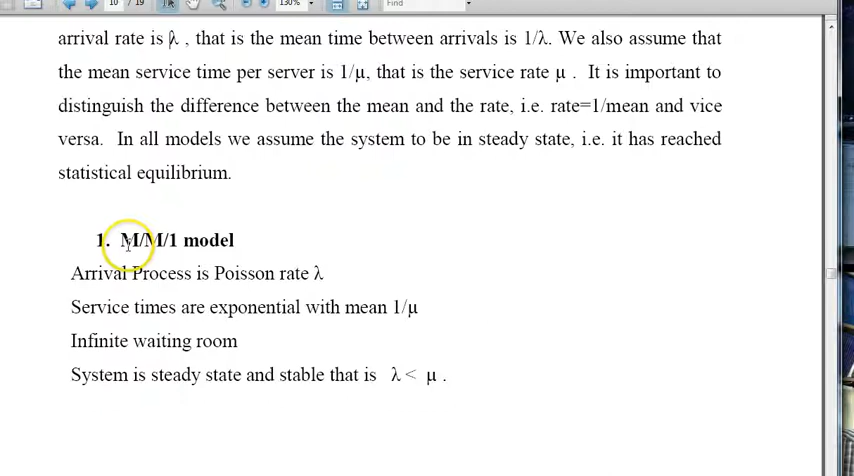 10 / 19
130%
Find
arrival rate is λ , that is the mean time between arrivals is 1/λ. We also assume that
the mean service time per server is 1/μ, that is the service rate μ . It is important to
distinguish the difference between the mean and the rate, i.e. rate=1/mean and vice
versa. In all models we assume the system to be in steady state, i.e. it has reached
statistical equilibrium.
1. M/M/1 model
Arrival Process is Poisson rate λ
Service times are exponential with mean 1/μ
Infinite waiting room
System is steady state and stable that is λ < μ .